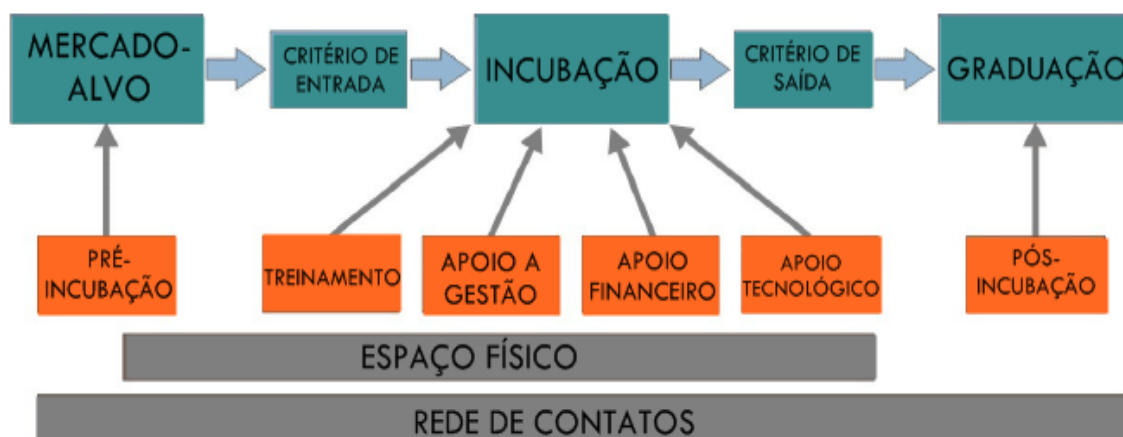 MERCADO-
ALVO
CRITÉRIO DE
ENTRADA
INCUBAÇÃO
CRITÉRIO DE
SAÍDA
GRADUAÇÃO
PRÉ-
INCUBAÇÃO
TREINAMENTO
APOIO A
GESTÃO
APOIO
FINANCEIRO
APOIO
TECNOLÓGICO
PÓS-
INCUBAÇÃO
ESPAÇO FÍSICO
REDE DE CONTATOS